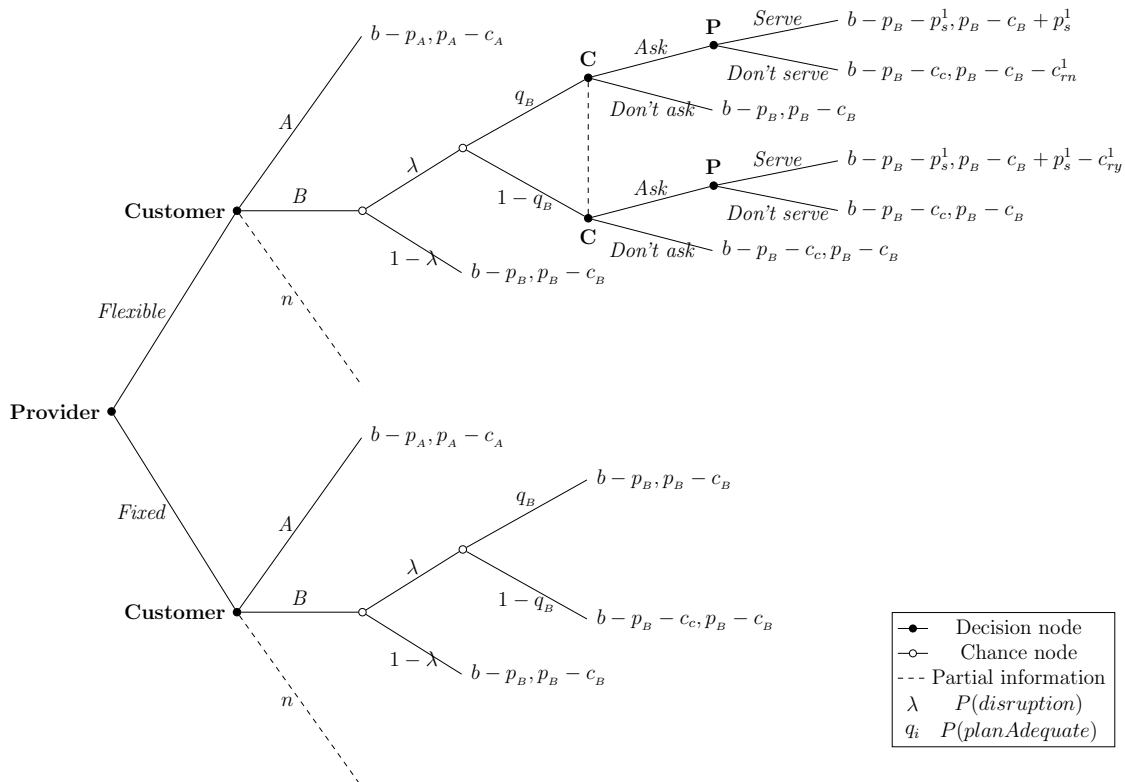 Serve
b − p_B − p_s^1, p_B − c_B + p_s^1
P
Ask
Don't serve
b − p_B − c_c, p_B − c_B − c_{rn}^1
C
Don't ask
b − p_B, p_B − c_B
b − p_A, p_A − c_A
q_B
A
λ
Serve
b − p_B − p_s^1, p_B − c_B + p_s^1 − c_{ry}^1
P
Ask
Don't serve
b − p_B − c_c, p_B − c_B
1 − q_B
C
Don't ask
b − p_B − c_c, p_B − c_B
Customer
B
1 − λ
b − p_B, p_B − c_B
n
Flexible
Provider
Fixed
b − p_A, p_A − c_A
A
q_B
b − p_B, p_B − c_B
λ
1 − q_B
b − p_B − c_c, p_B − c_B
Customer
B
1 − λ
b − p_B, p_B − c_B
n
Decision node
Chance node
Partial information
λ P(disruption)
q_i P(planAdequate)